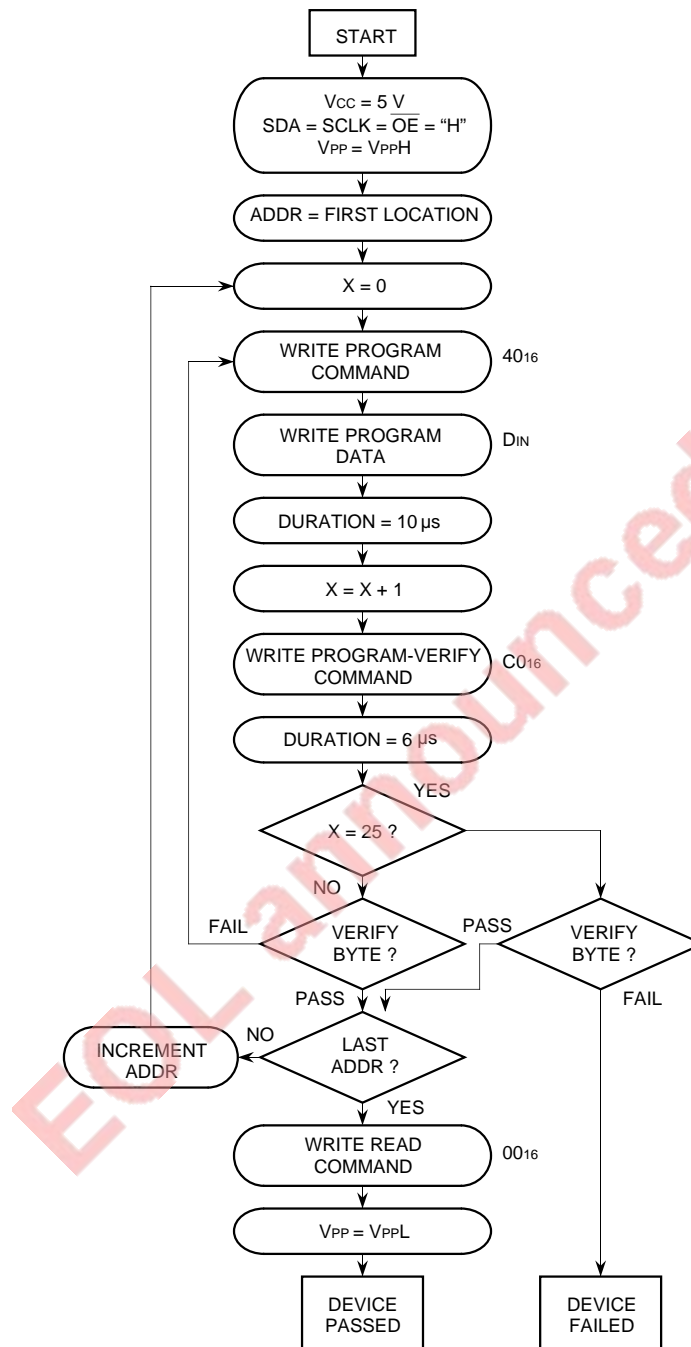 START
VCC = 5 V
SDA = SCLK = OE = “H”
VPP = VPPH
ADDR = FIRST LOCATION
X = 0
WRITE PROGRAM
COMMAND
4016
WRITE PROGRAM
DATA
DIN
DURATION = 10 µs
X = X + 1
WRITE PROGRAM-VERIFY
COMMAND
C016
DURATION = 6 µs
YES
X = 25 ?
NO
FAIL
VERIFY
BYTE ?
PASS
VERIFY
BYTE ?
PASS
FAIL
NO
INCREMENT
ADDR
LAST
ADDR ?
YES
WRITE READ
COMMAND
0016
VPP = VPPL
DEVICE
PASSED
DEVICE
FAILED
EOL announced